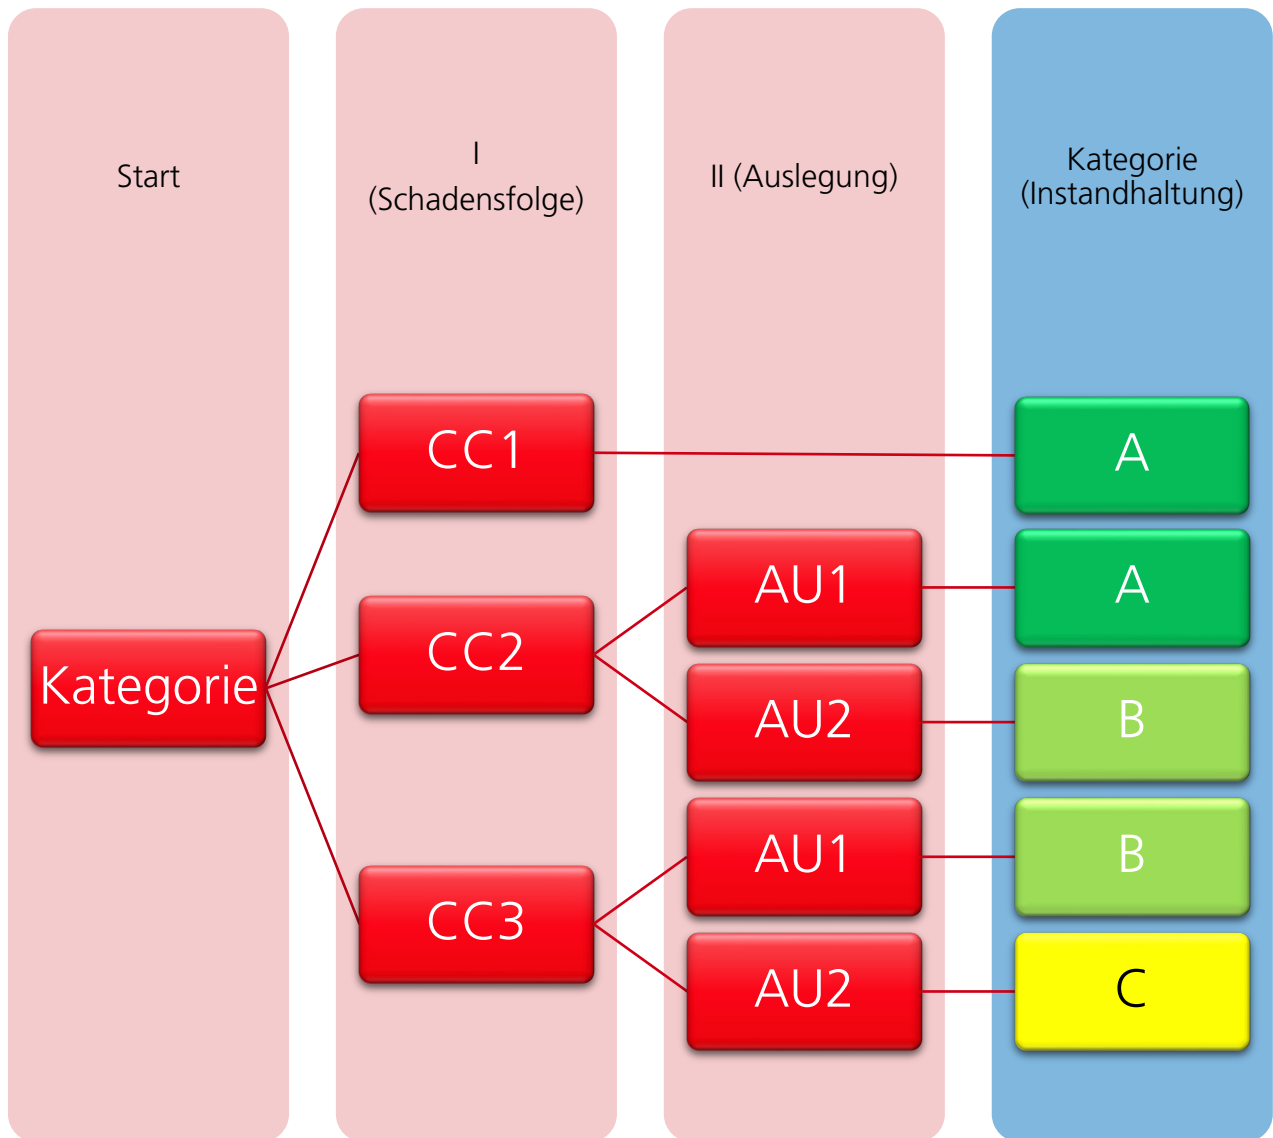 Start
I
(Schadensfolge)
II (Auslegung)
Kategorie
(Instandhaltung)
Kategorie
CC1
A
CC2
AU1
A
AU2
B
CC3
AU1
B
AU2
C